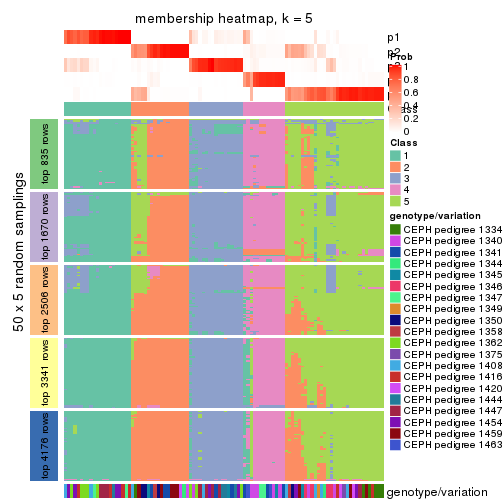 membership heatmap, k = 5
p1
p2
Prob
1
0.8
0.6
0.4
0.2
0
Class
1
2
3
4
5
genotype/variation
CEPH pedigree 1334
CEPH pedigree 1340
CEPH pedigree 1341
CEPH pedigree 1344
CEPH pedigree 1345
CEPH pedigree 1346
CEPH pedigree 1347
CEPH pedigree 1349
CEPH pedigree 1350
CEPH pedigree 1358
CEPH pedigree 1362
CEPH pedigree 1375
CEPH pedigree 1408
CEPH pedigree 1416
CEPH pedigree 1420
CEPH pedigree 1444
CEPH pedigree 1447
CEPH pedigree 1454
CEPH pedigree 1459
CEPH pedigree 1463
50 x 5 random samplings
top 835 rows
top 1670 rows
top 2506 rows
top 3341 rows
top 4176 rows
genotype/variation